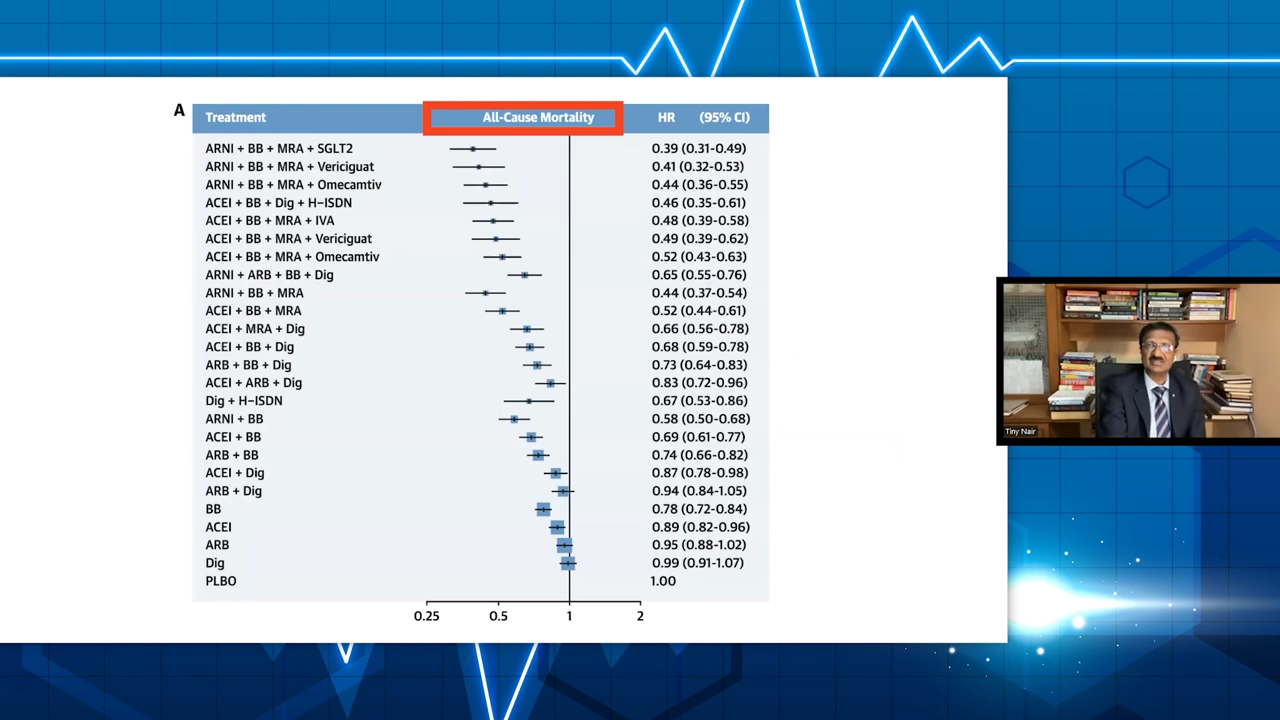 A
Treatment All-Cause Mortality HR (95% CI)
ARNI + BB + MRA + SGLT2 0.39 (0.31-0.49)
ARNI + BB + MRA + Vericiguat 0.41 (0.32-0.53)
ARNI + BB + MRA + Omecamtiv 0.44 (0.36-0.55)
ACEI + BB + Dig + H-ISDN 0.46 (0.35-0.61)
ACEI + BB + MRA + IVA 0.48 (0.39-0.58)
ACEI + BB + MRA + Vericiguat 0.49 (0.39-0.62)
ACEI + BB + MRA + Omecamtiv 0.52 (0.43-0.63)
ARNI + ARB + BB + Dig 0.65 (0.55-0.76)
ARNI + BB + MRA 0.44 (0.37-0.54)
ACEI + BB + MRA 0.52 (0.44-0.61)
ACEI + MRA + Dig 0.66 (0.56-0.78)
ACEI + BB + Dig 0.68 (0.59-0.78)
ARB + BB + Dig 0.73 (0.64-0.83)
ACEI + ARB + Dig 0.83 (0.72-0.96)
Dig + H-ISDN 0.67 (0.53-0.86)
ARNI + BB 0.58 (0.50-0.68)
ACEI + BB 0.69 (0.61-0.77)
ARB + BB 0.74 (0.66-0.82)
ACEI + Dig 0.87 (0.78-0.98)
ARB + Dig 0.94 (0.84-1.05)
BB 0.78 (0.72-0.84)
ACEI 0.89 (0.82-0.96)
ARB 0.95 (0.88-1.02)
Dig 0.99 (0.91-1.07)
PLBO 1.00
0.25 0.5 1 2
Tiny Nair